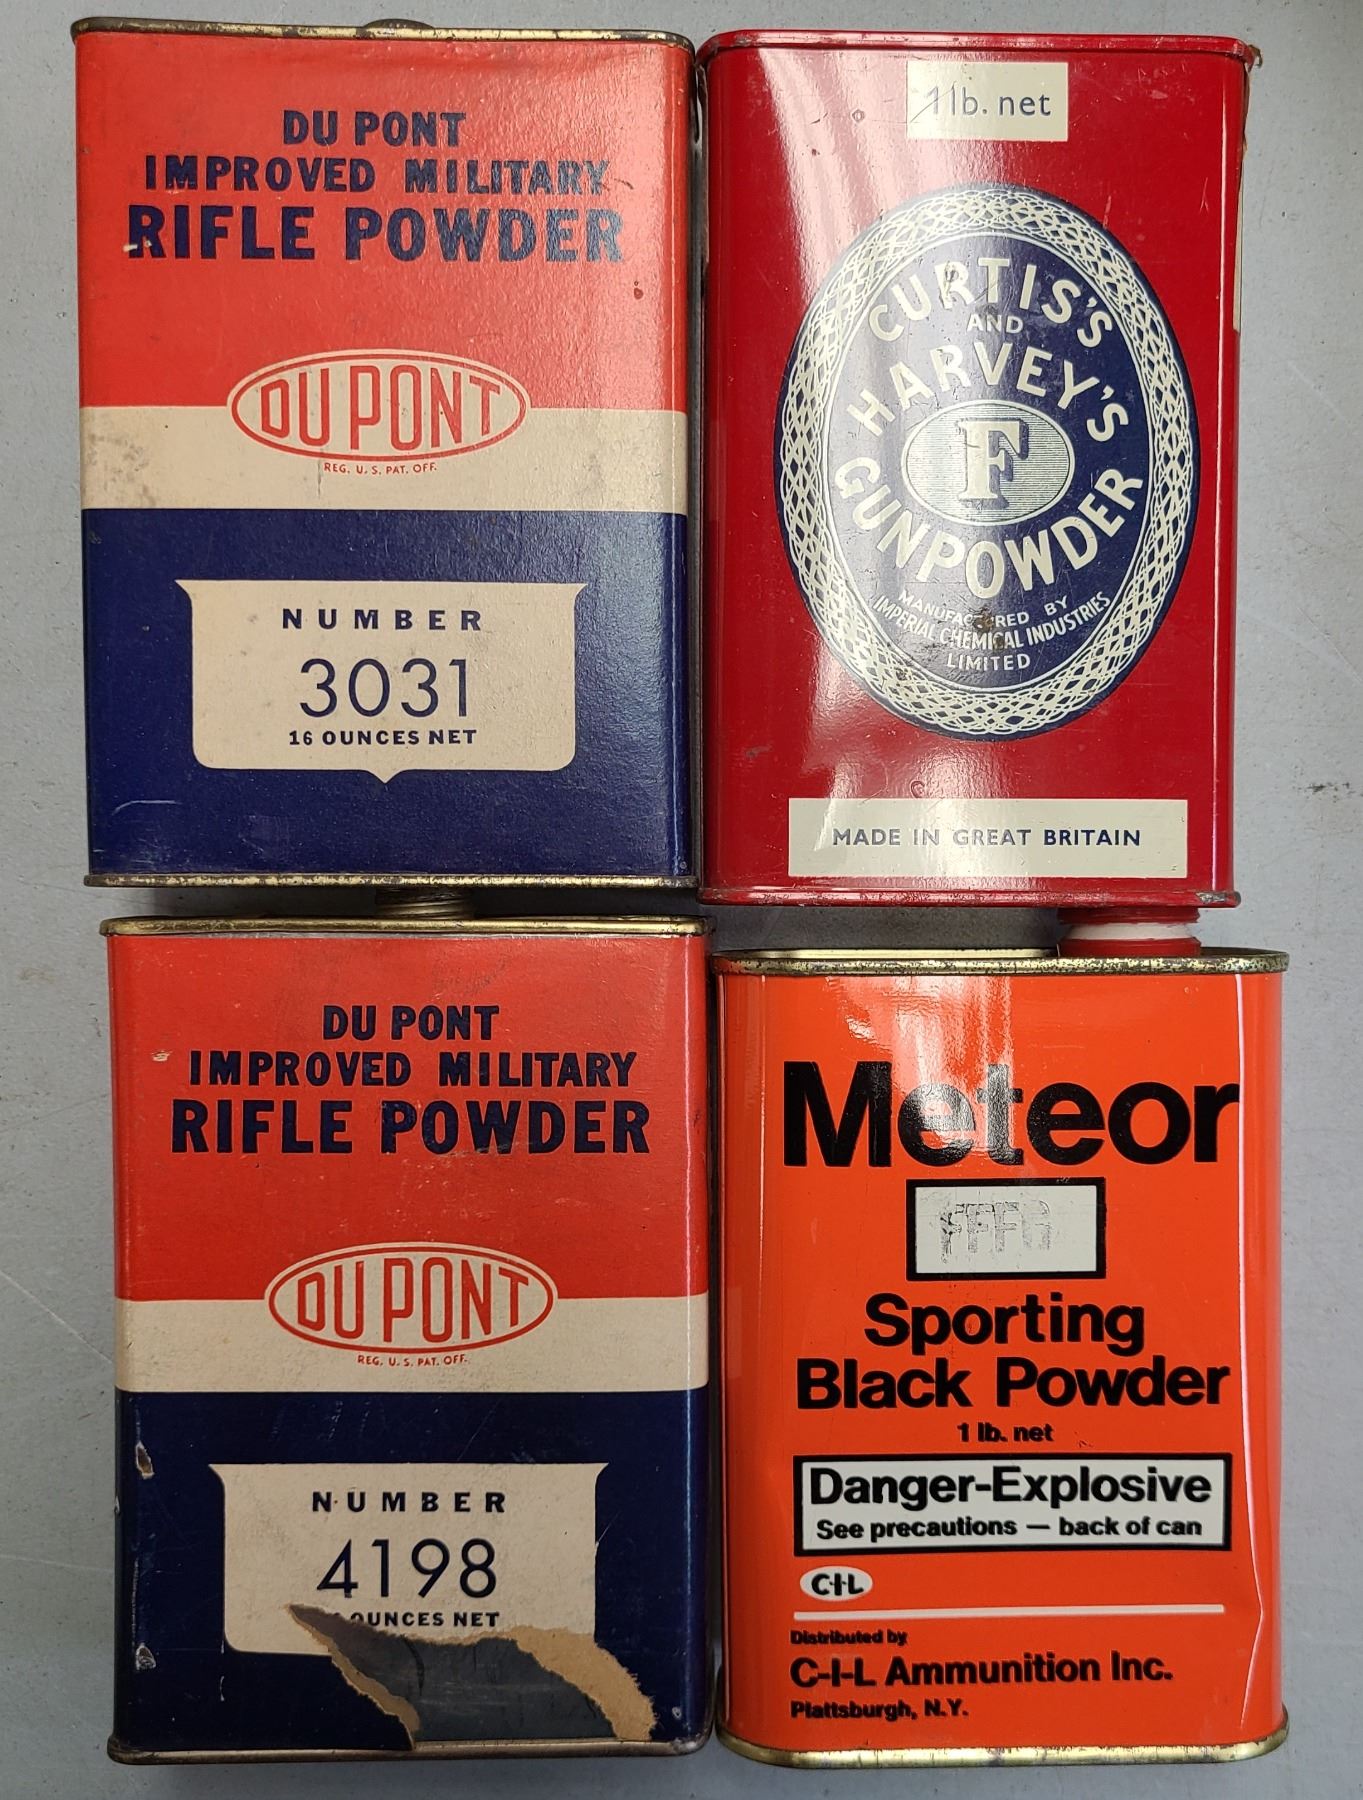 DU PONT
IMPROVED MILITARY
RIFLE POWDER
DU PONT
REG. U. S. PAT. OFF.
NUMBER
3031
16 OUNCES NET
1 lb. net
CURTIS'S
AND
HARVEY'S
F
GUNPOWDER
MANUFACTURED BY
IMPERIAL CHEMICAL INDUSTRIES
LIMITED
MADE IN GREAT BRITAIN
DU PONT
IMPROVED MILITARY
RIFLE POWDER
DU PONT
REG. U. S. PAT. OFF.
NUMBER
4198
OUNCES NET
Meteor
FFFG
Sporting
Black Powder
1 lb. net
Danger-Explosive
See precautions — back of can
C-I-L
Distributed by
C-I-L Ammunition Inc.
Plattsburgh, N.Y.